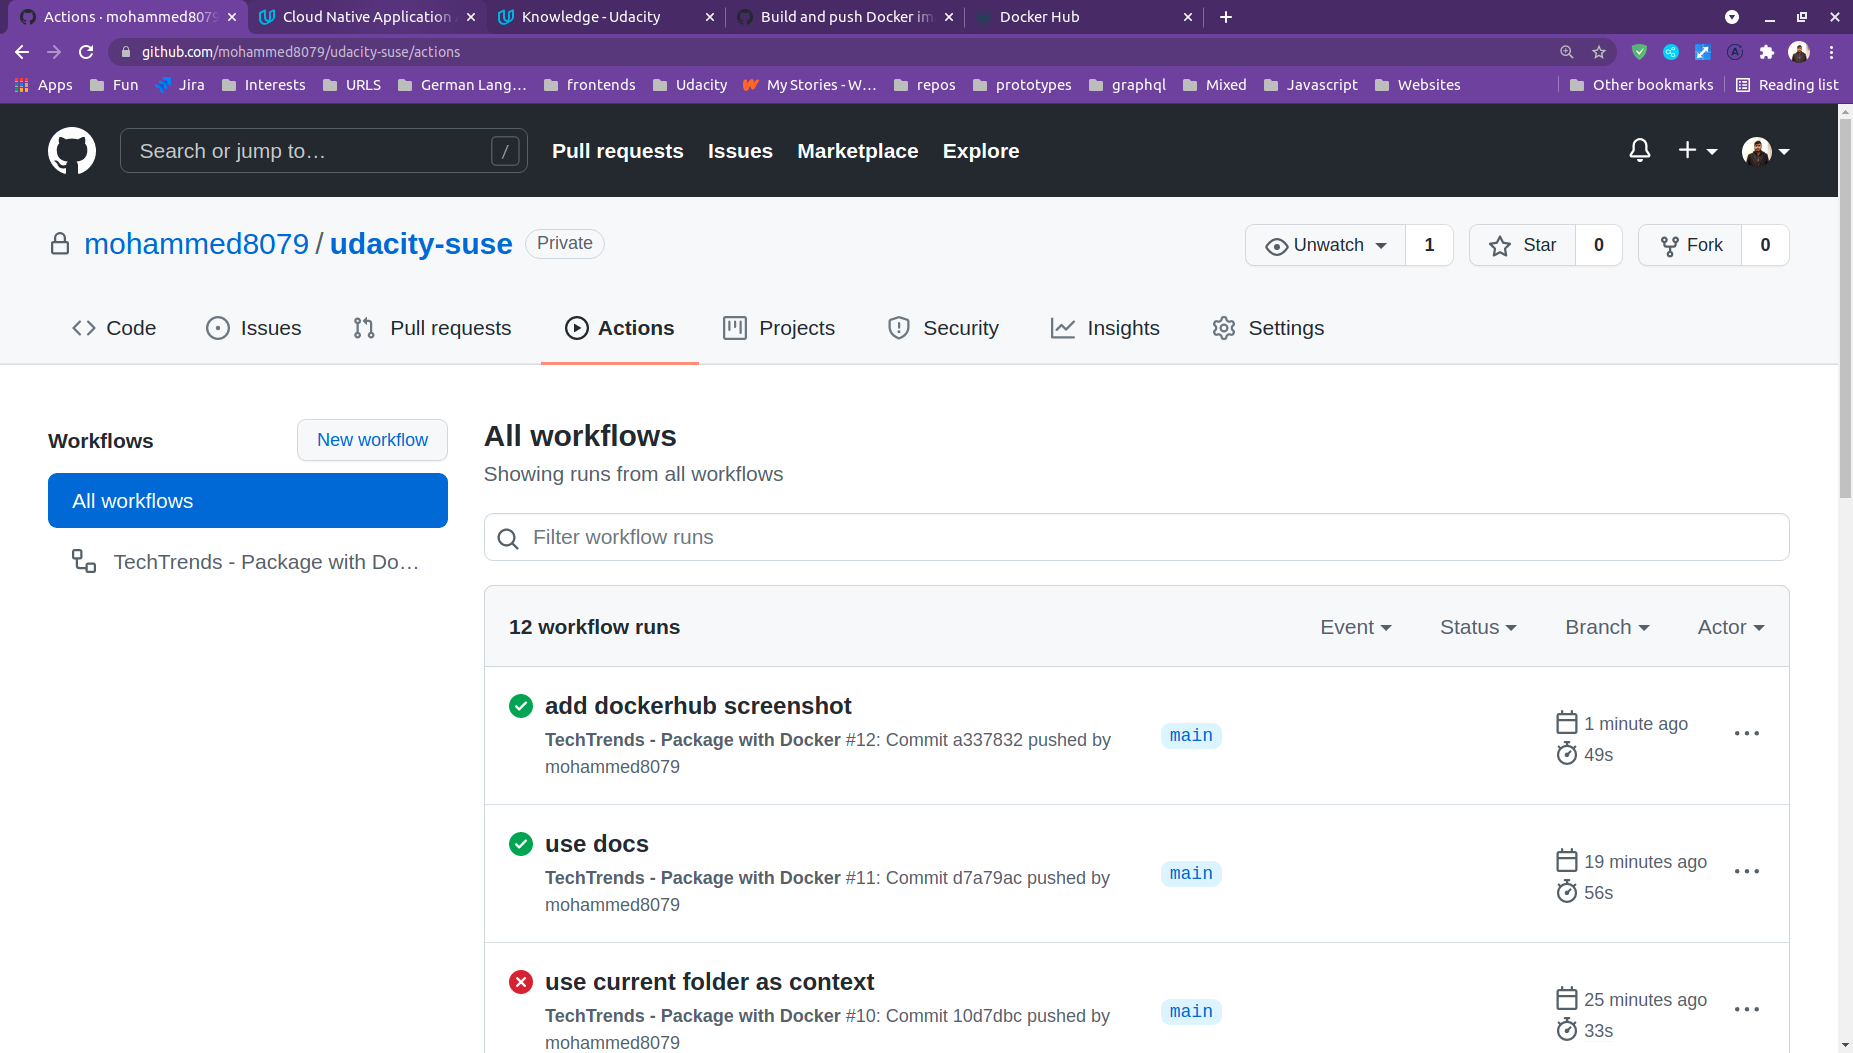 Actions · mohammed8079 Cloud Native Application Knowledge - Udacity Build and push Docker im Docker Hub
github.com/mohammed8079/udacity-suse/actions
Apps Fun Jira Interests URLS German Lang... frontends Udacity My Stories - W... repos prototypes graphql Mixed Javascript Websites Other bookmarks Reading list
Search or jump to... / Pull requests Issues Marketplace Explore
mohammed8079 / udacity-suse Private Unwatch 1 Star 0 Fork 0
Code Issues Pull requests Actions Projects Security Insights Settings
Workflows New workflow
All workflows
TechTrends - Package with Do...
All workflows
Showing runs from all workflows
Filter workflow runs
12 workflow runs Event Status Branch Actor
add dockerhub screenshot
TechTrends - Package with Docker #12: Commit a337832 pushed by
mohammed8079
main
1 minute ago
49s
use docs
TechTrends - Package with Docker #11: Commit d7a79ac pushed by
mohammed8079
main
19 minutes ago
56s
use current folder as context
TechTrends - Package with Docker #10: Commit 10d7dbc pushed by
mohammed8079
main
25 minutes ago
33s